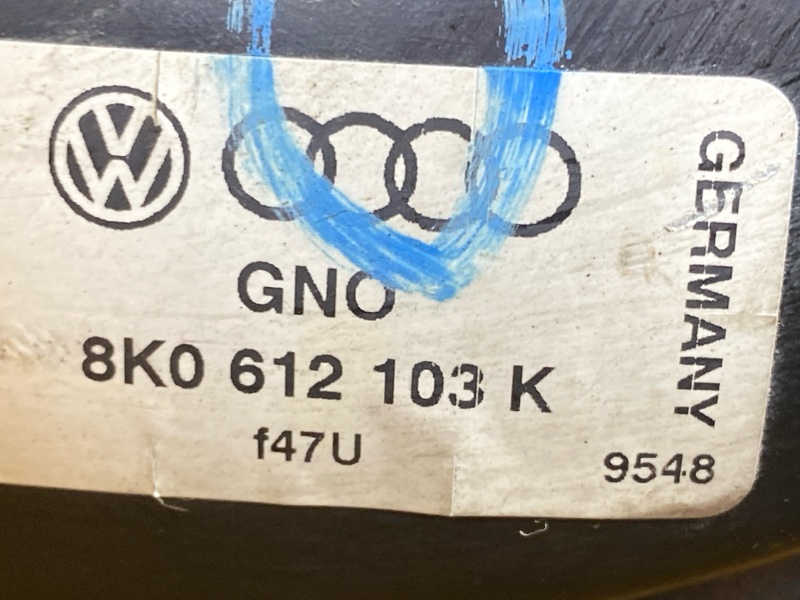 GNO
8K0 612 103 K
f47U
9548
GERMANY